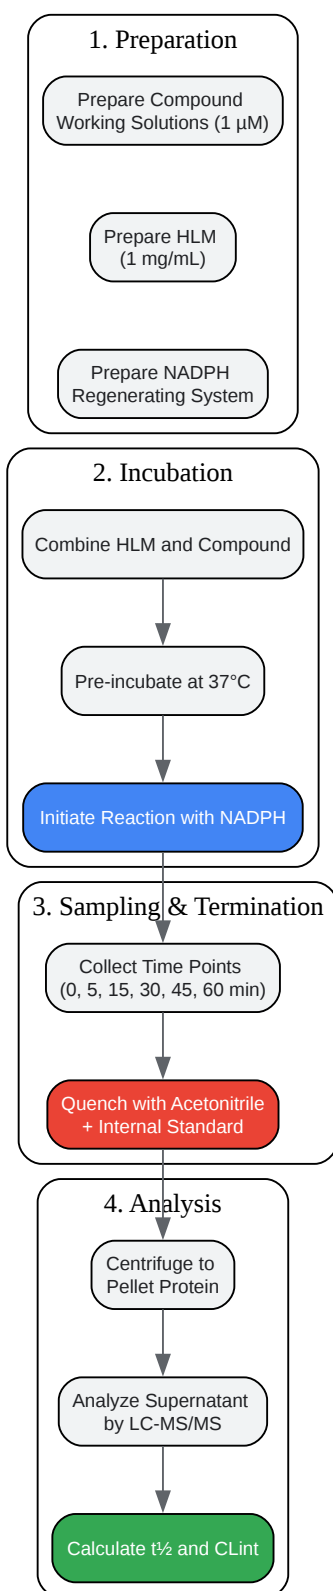 1. Preparation
Prepare Compound
Working Solutions (1 µM)
Prepare HLM
(1 mg/mL)
Prepare NADPH
Regenerating System
2. Incubation
Combine HLM and Compound
Pre-incubate at 37°C
Initiate Reaction with NADPH
3. Sampling & Termination
Collect Time Points
(0, 5, 15, 30, 45, 60 min)
Quench with Acetonitrile
+ Internal Standard
4. Analysis
Centrifuge to
Pellet Protein
Analyze Supernatant
by LC-MS/MS
Calculate t½ and CLint